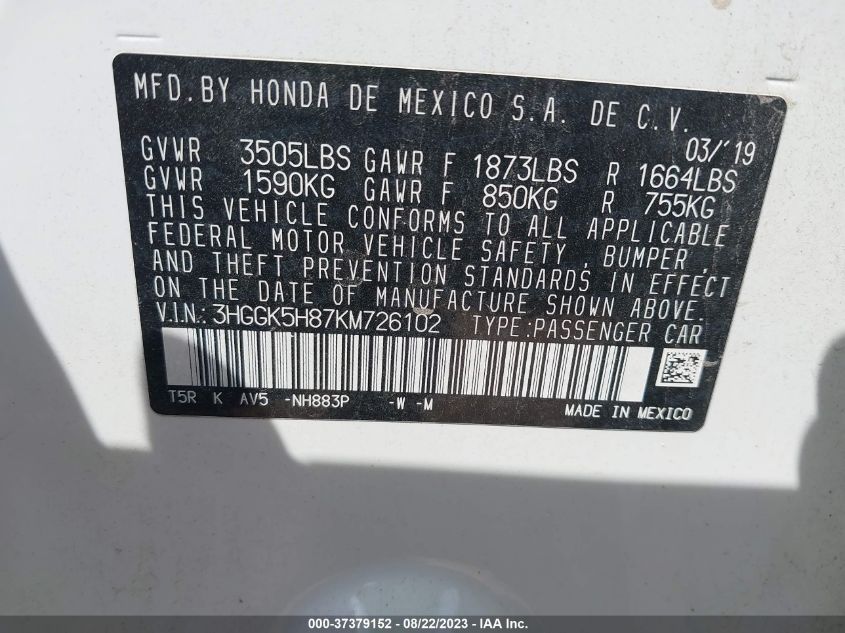 MFD. BY HONDA DE MEXICO S.A. DE C.V.
03/'19
GVWR 3505LBS GAWR F 1873LBS R 1664LBS
GVWR 1590KG GAWR F 850KG R 755KG
THIS VEHICLE CONFORMS TO ALL APPLICABLE
FEDERAL MOTOR VEHICLE SAFETY, BUMPER,
AND THEFT PREVENTION STANDARDS IN EFFECT
ON THE DATE OF MANUFACTURE SHOWN ABOVE.
V.I.N.: 3HGGK5H87KM726102 TYPE:PASSENGER CAR
T5R K AV5 -NH883P -W -M
MADE IN MEXICO
000-37379152 - 08/22/2023 - Copyright © IAA, Inc.